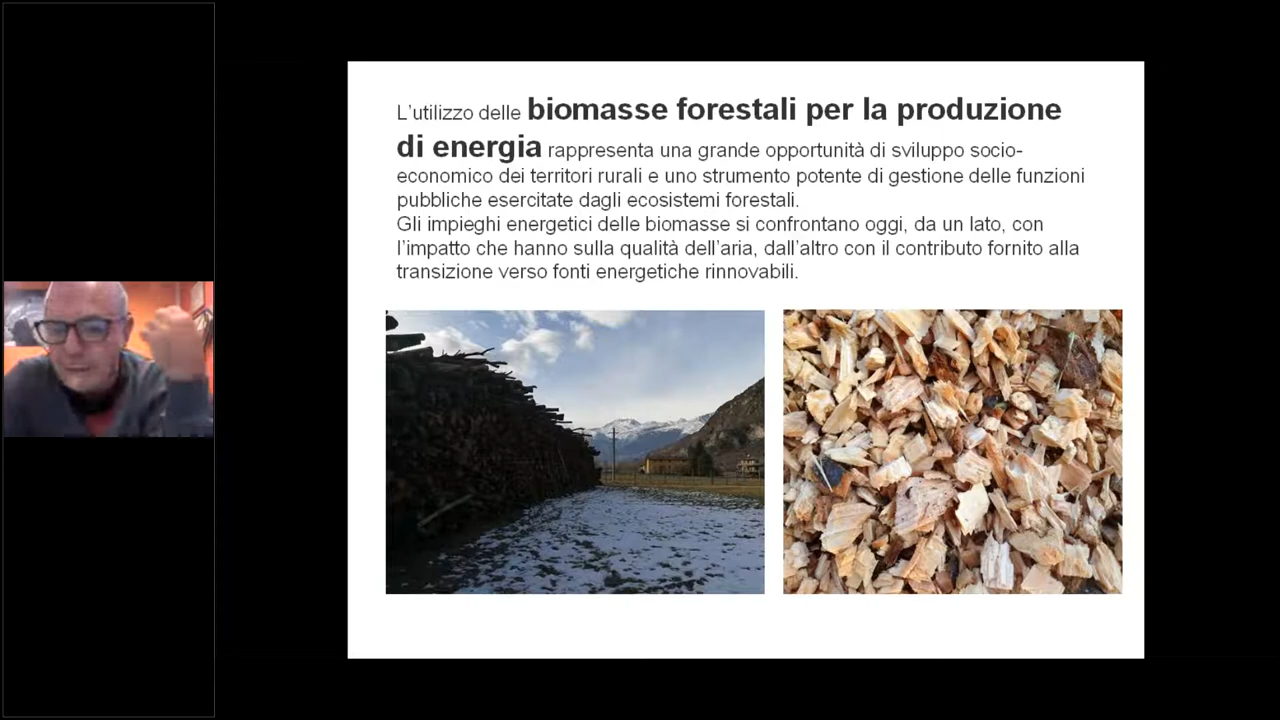 L’utilizzo delle biomasse forestali per la produzione
di energia rappresenta una grande opportunità di sviluppo socio-
economico dei territori rurali e uno strumento potente di gestione delle funzioni
pubbliche esercitate dagli ecosistemi forestali.
Gli impieghi energetici delle biomasse si confrontano oggi, da un lato, con
l’impatto che hanno sulla qualità dell’aria, dall’altro con il contributo fornito alla
transizione verso fonti energetiche rinnovabili.